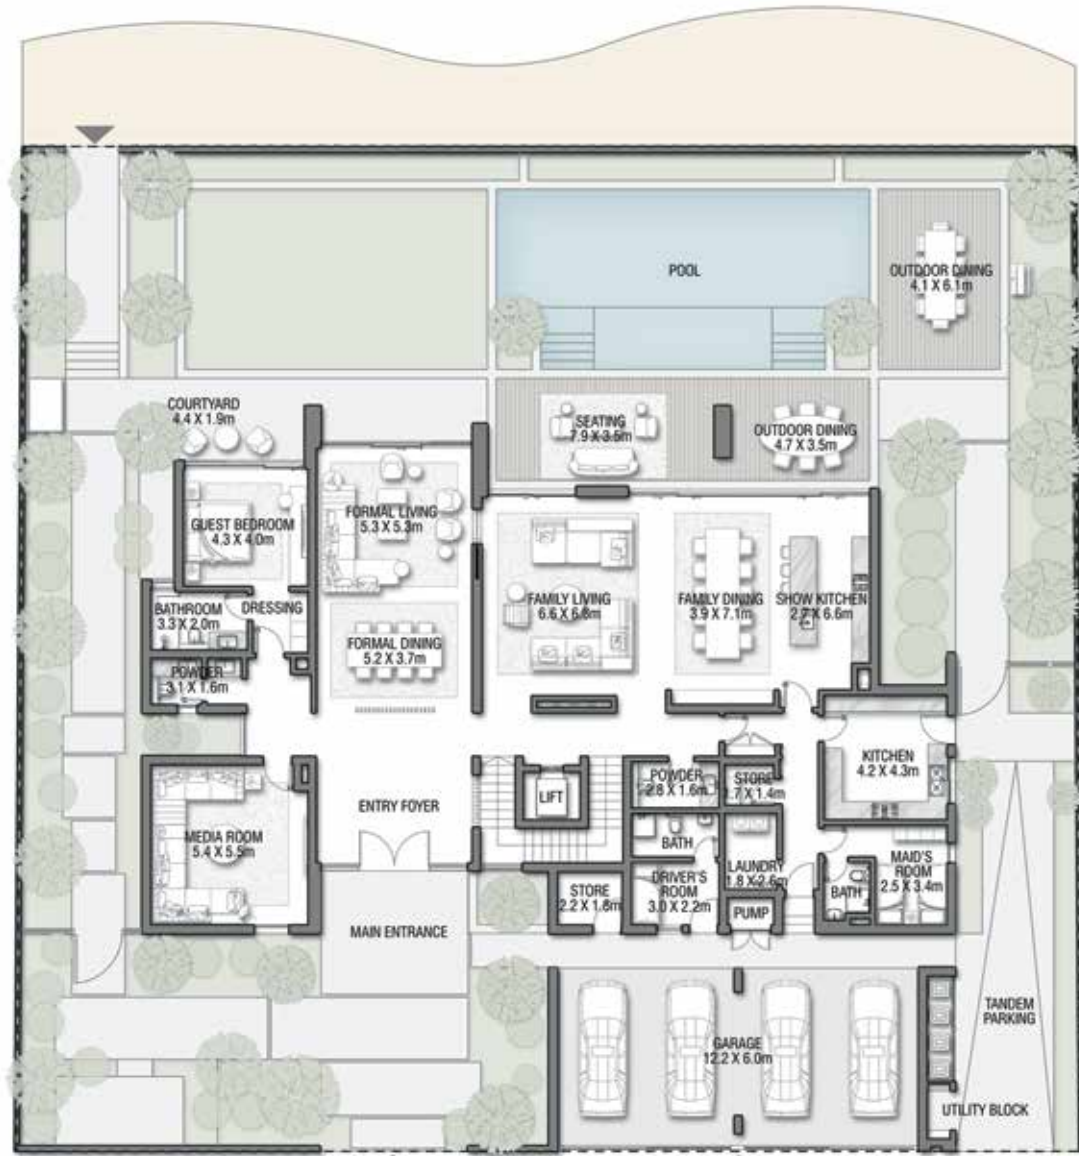 POOL
OUTDOOR DINING
4.1 X 6.1m
COURTYARD
4.4 X 1.9m
SEATING
7.9 X 3.5m
OUTDOOR DINING
4.7 X 3.5m
GUEST BEDROOM
4.3 X 4.0m
FORMAL LIVING
5.3 X 5.3m
BATHROOM
3.3 X 2.0m
DRESSING
FAMILY LIVING
6.6 X 6.8m
FAMILY DINING
3.9 X 7.1m
SHOW KITCHEN
2.7 X 6.6m
FORMAL DINING
5.2 X 3.7m
POWDER
3.1 X 1.6m
KITCHEN
4.2 X 4.3m
ENTRY FOYER
LIFT
POWDER
2.8 X 1.6m
STORE
1.7 X 1.4m
MEDIA ROOM
5.4 X 5.5m
BATH
LAUNDRY
1.8 X 2.6m
MAID'S
ROOM
2.5 X 3.4m
STORE
2.2 X 1.8m
DRIVER'S
ROOM
3.0 X 2.2m
BATH
PUMP
MAIN ENTRANCE
TANDEM
PARKING
GARAGE
12.2 X 6.0m
UTILITY BLOCK